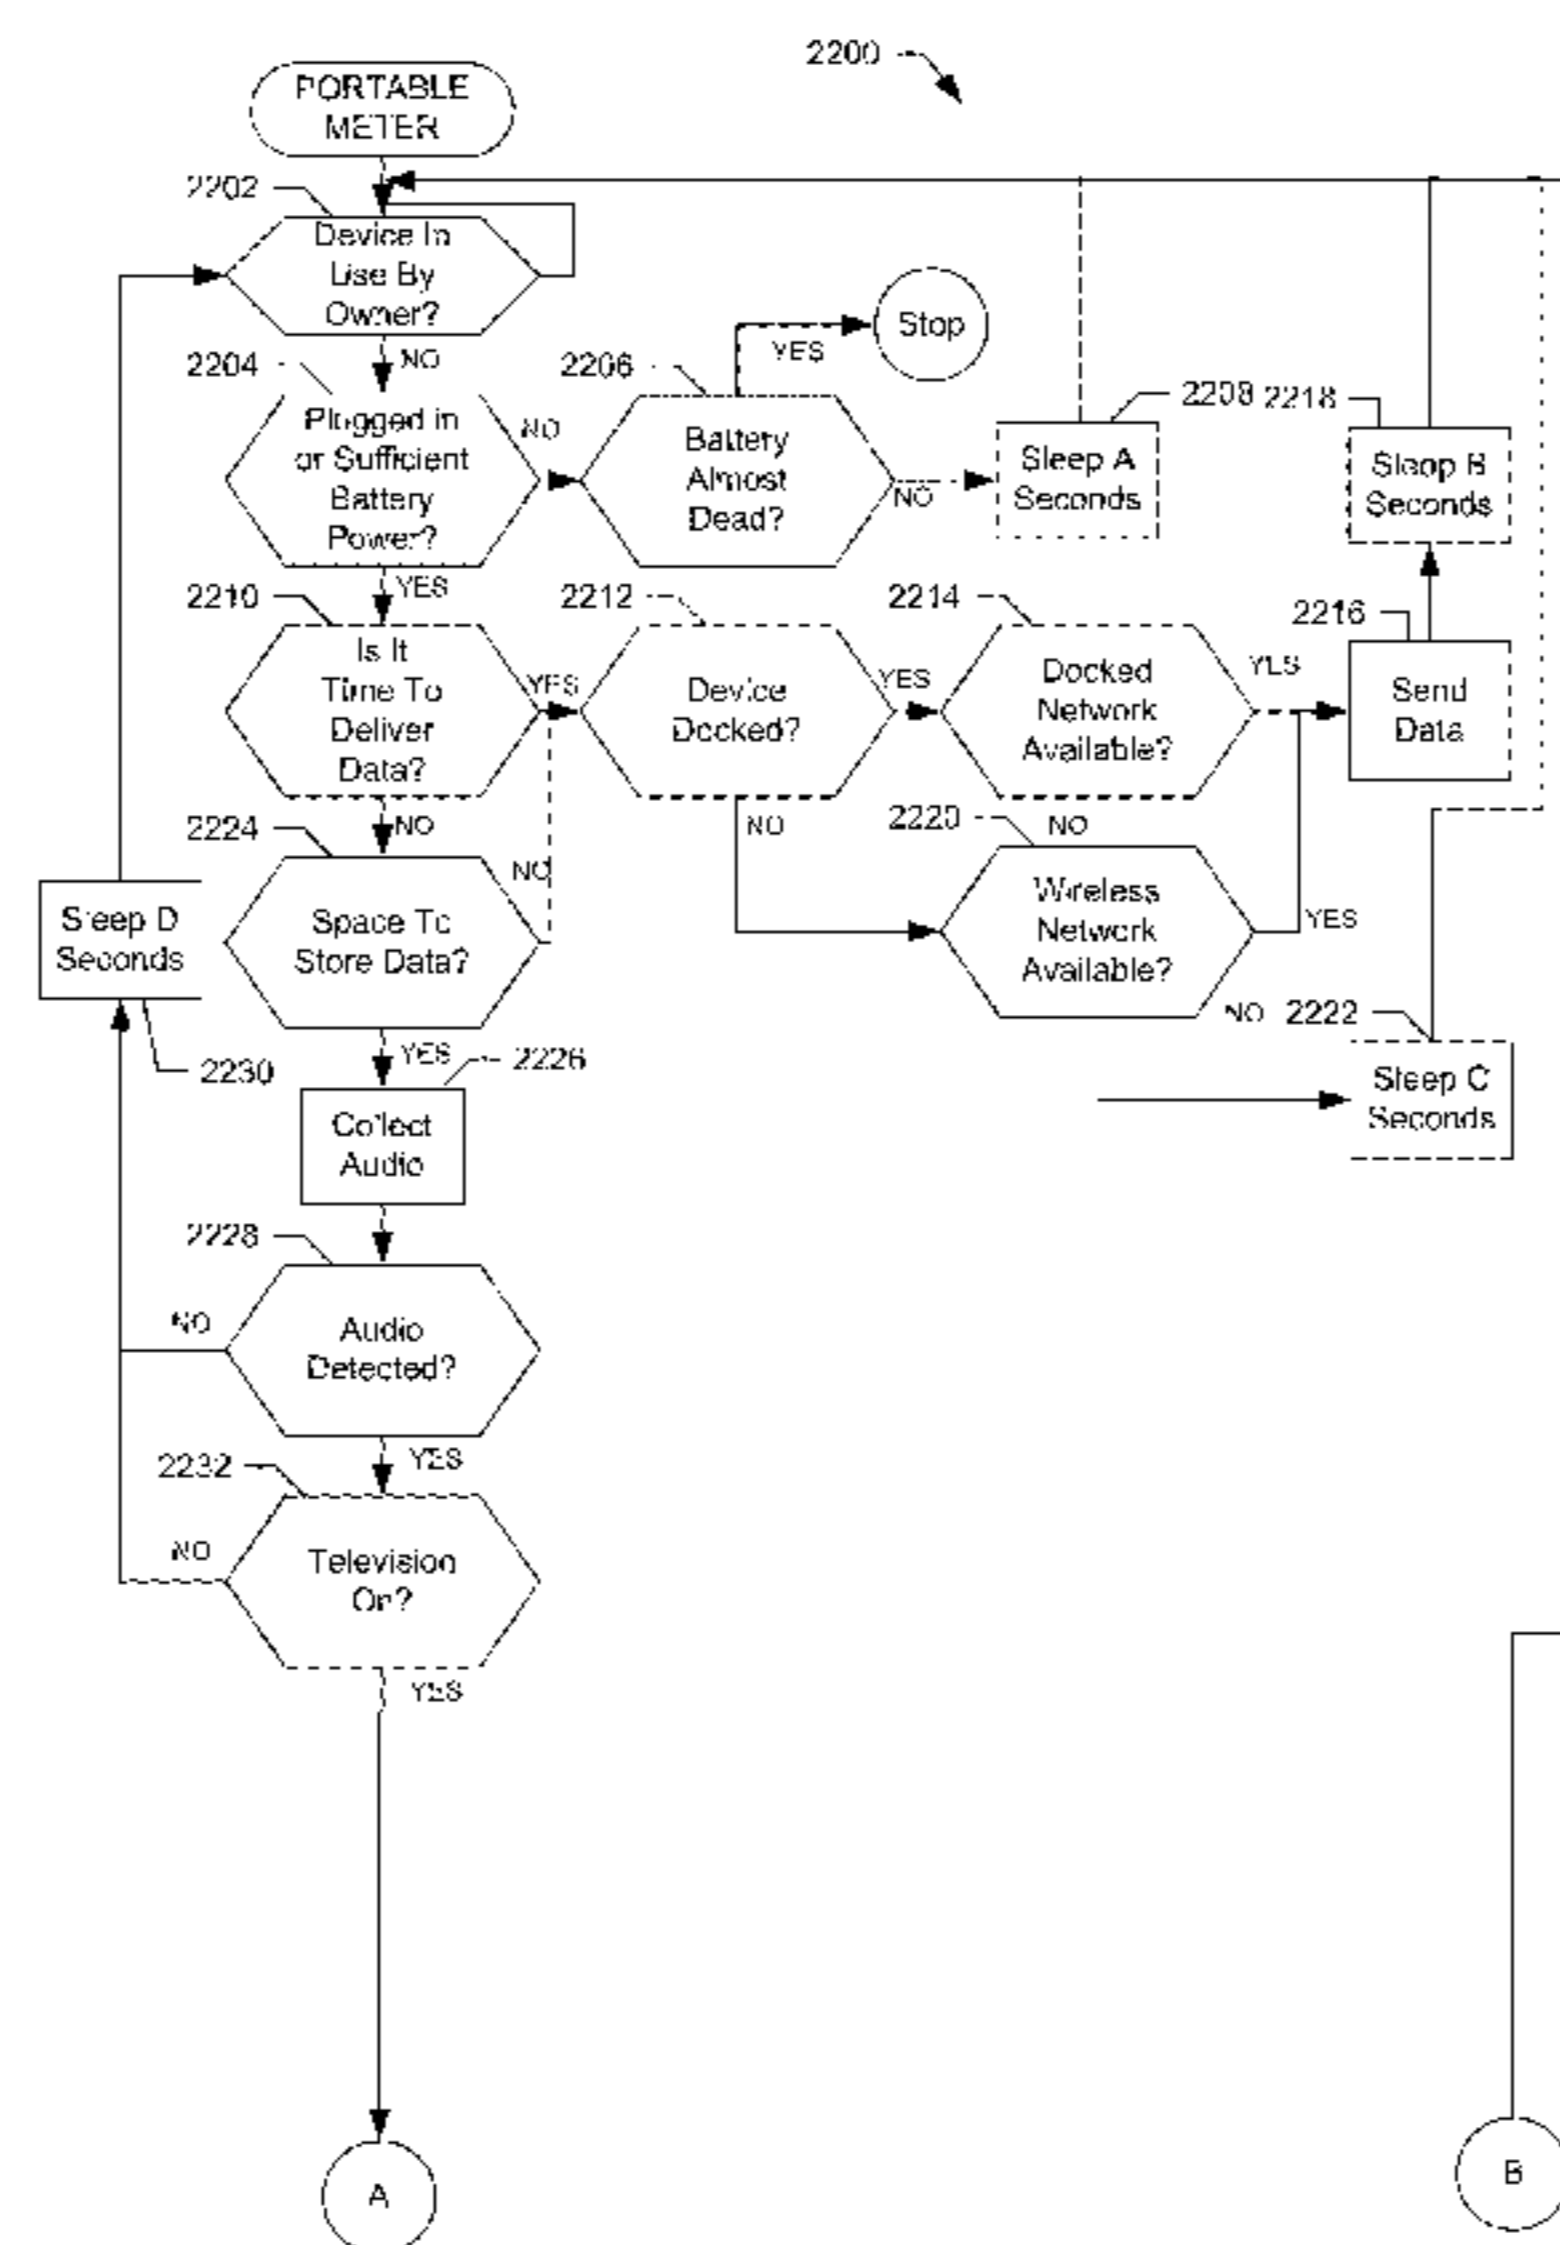 2200
PORTABLE
METER
2202
Device In
Use By
Owner?
NO
2204
Plugged in
or Sufficient
Battery
Power?
NO
2206
Battery
Almost
Dead?
YES
Stop
NO
2208
Sleep A
Seconds
2218
Sleep B
Seconds
YES
2210
Is It
Time To
Deliver
Data?
YES
2212
Device
Docked?
YES
2214
Docked
Network
Available?
YES
2216
Send
Data
NO
2224
Space To
Store Data?
NO
NO
2220
NO
Wireless
Network
Available?
YES
NO
2222
Sleep C
Seconds
Sleep D
Seconds
2230
YES
2226
Collect
Audio
2228
Audio
Detected?
NO
YES
2232
Television
On?
NO
YES
A
B